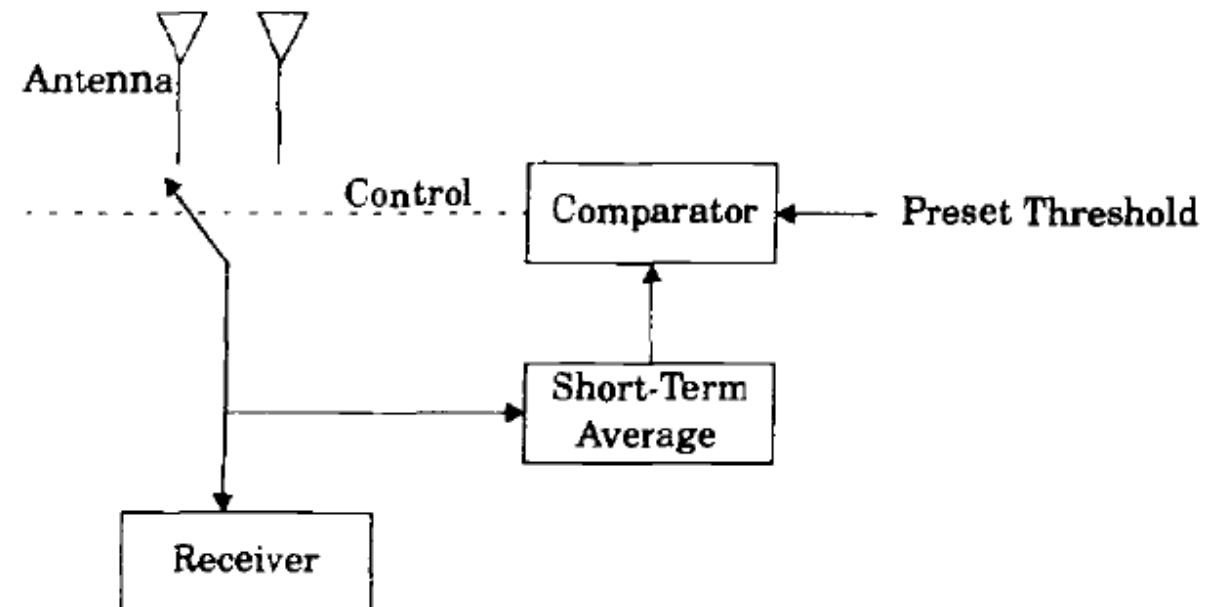 Antenna
Control
Comparator
Preset Threshold
Short-Term
Average
Receiver